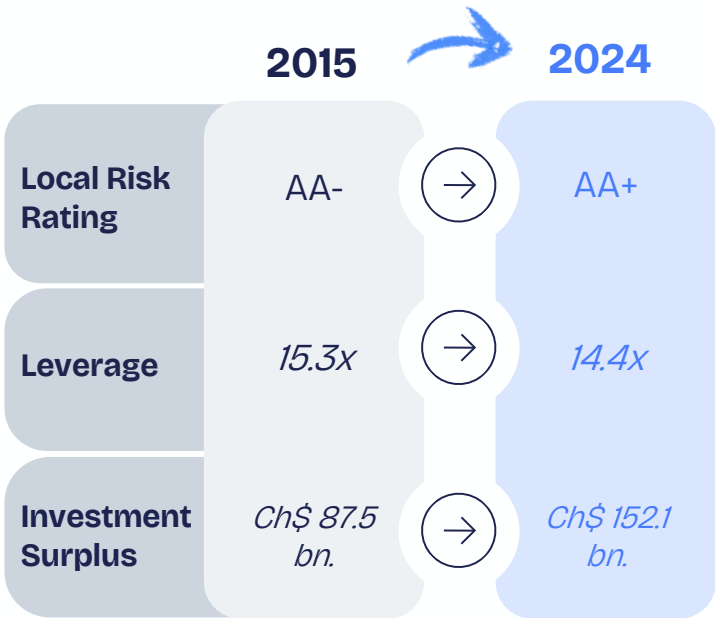 2015 2024
Local Risk
Rating
AA- AA+
Leverage
15.3x 14.4x
Investment
Surplus
Ch$ 87.5
bn.
Ch$ 152.1
bn.